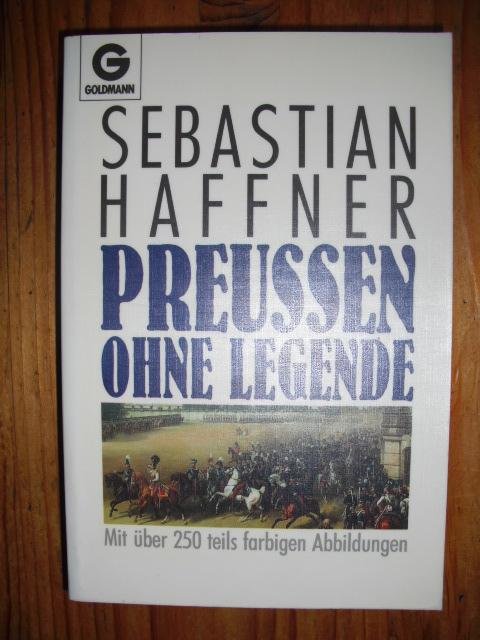 G
GOLDMANN
SEBASTIAN
HAFFNER
PREUSSEN
OHNE LEGENDE
Mit über 250 teils farbigen Abbildungen